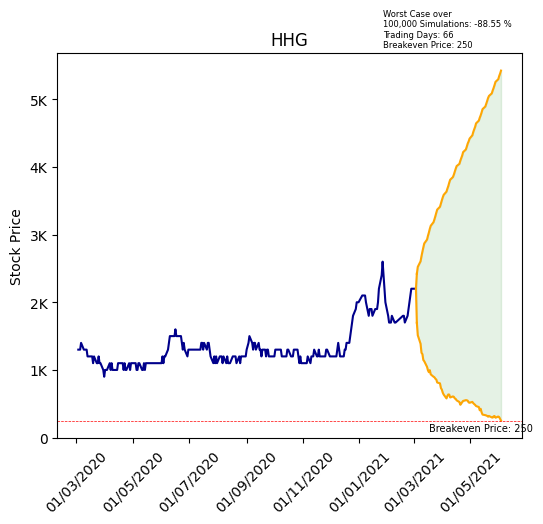 Worst Case over
100,000 Simulations: -88.55 %
Trading Days: 66
Breakeven Price: 250
HHG
Stock Price
5K
4K
3K
2K
1K
0
Breakeven Price: 250
01/03/2020
01/05/2020
01/07/2020
01/09/2020
01/11/2020
01/01/2021
01/03/2021
01/05/2021